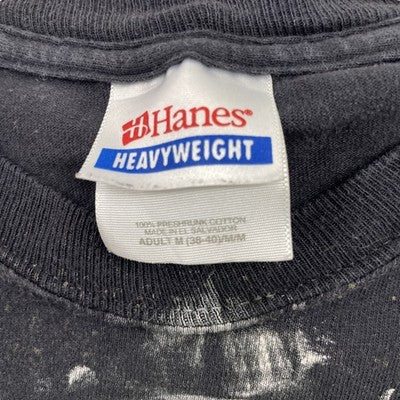 Hanes®
HEAVYWEIGHT
100% PRESHRUNK COTTON
MADE IN EL SALVADOR
ADULT M (38-40)/M/M